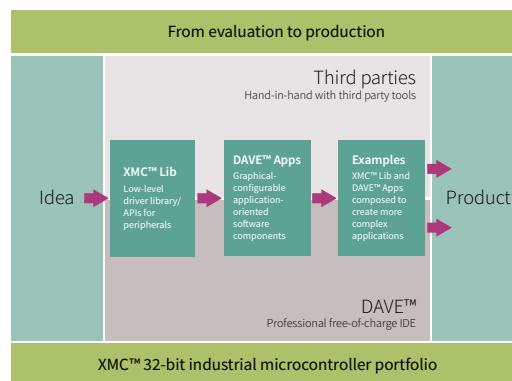 From evaluation to production
Third parties
Hand-in-hand with third party tools
Idea
XMC™ Lib
Low-level
driver library/
APIs for
peripherals
DAVE™ Apps
Graphical-
configurable
application-
oriented
software
components
Examples
XMC™ Lib and
DAVE™ Apps
composed to
create more
complex
applications
Product
DAVE™
Professional free-of-charge IDE
XMC™ 32-bit industrial microcontroller portfolio